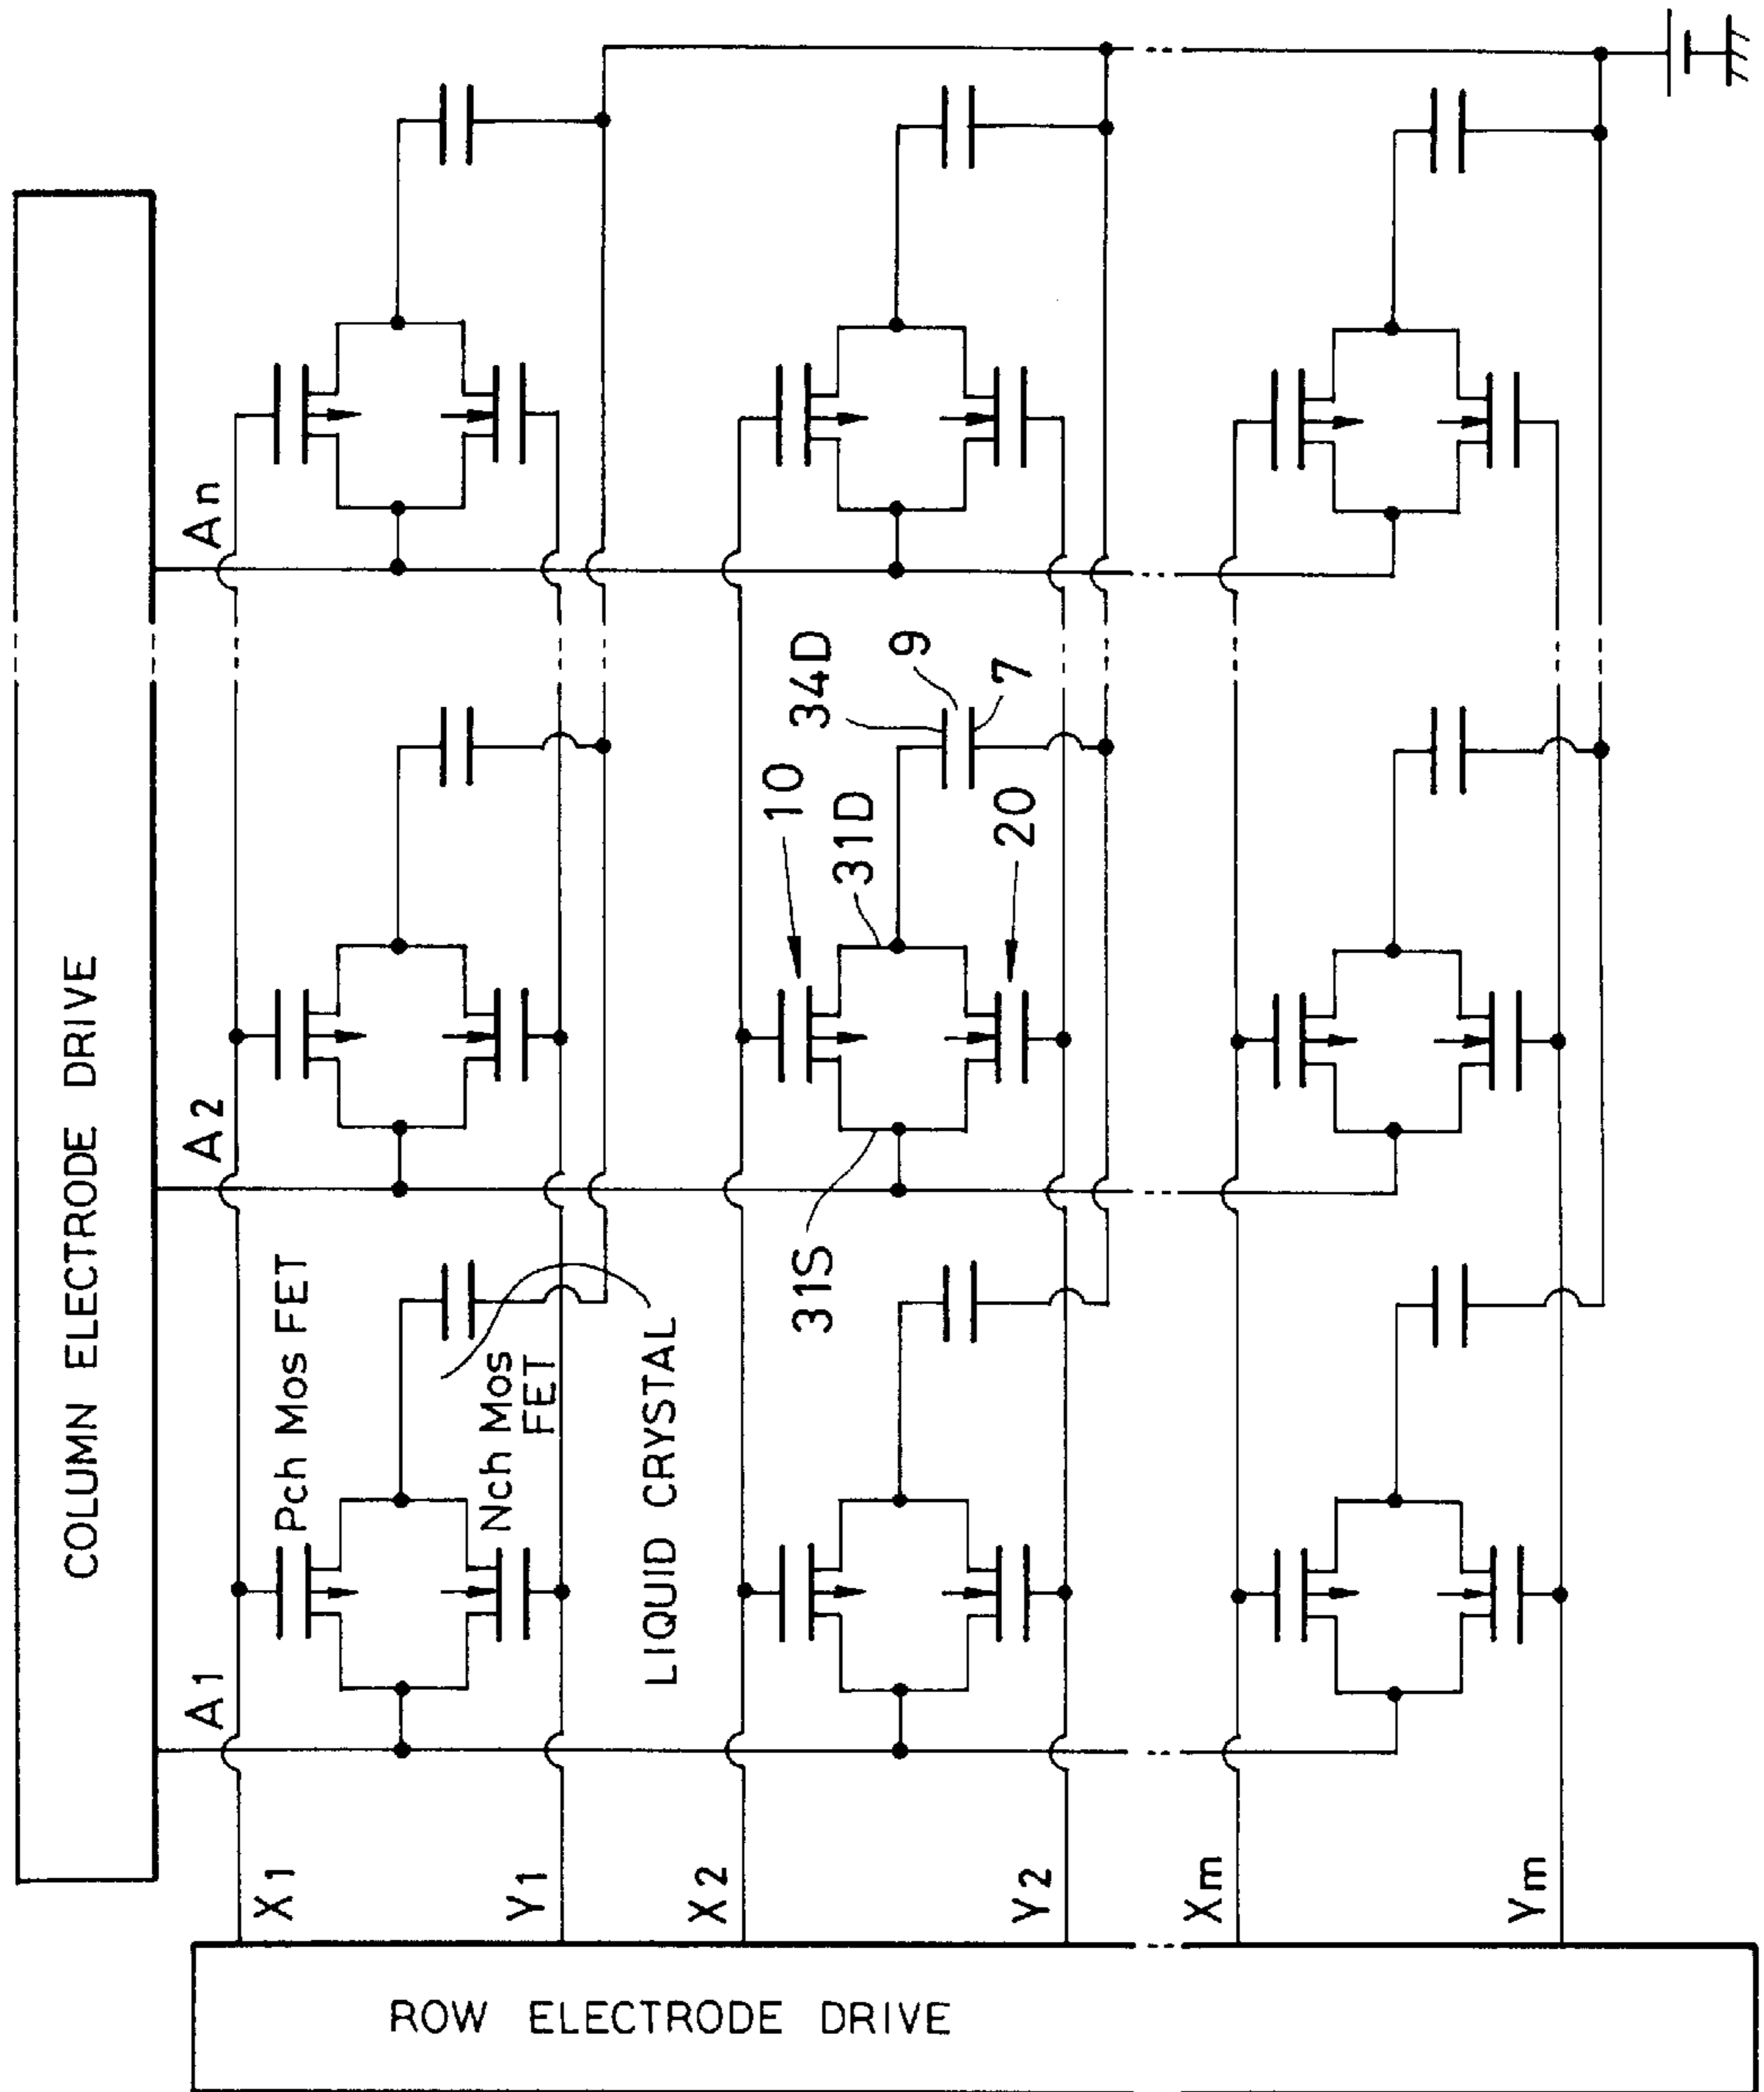 COLUMN ELECTRODE DRIVE
A1
A2
An
X1
Pch Mos FET
Y1
Nch Mos
FET
LIQUID CRYSTAL
X2
10
34D
31D
9
31S
7
20
Y2
Xm
Ym
ROW ELECTRODE DRIVE